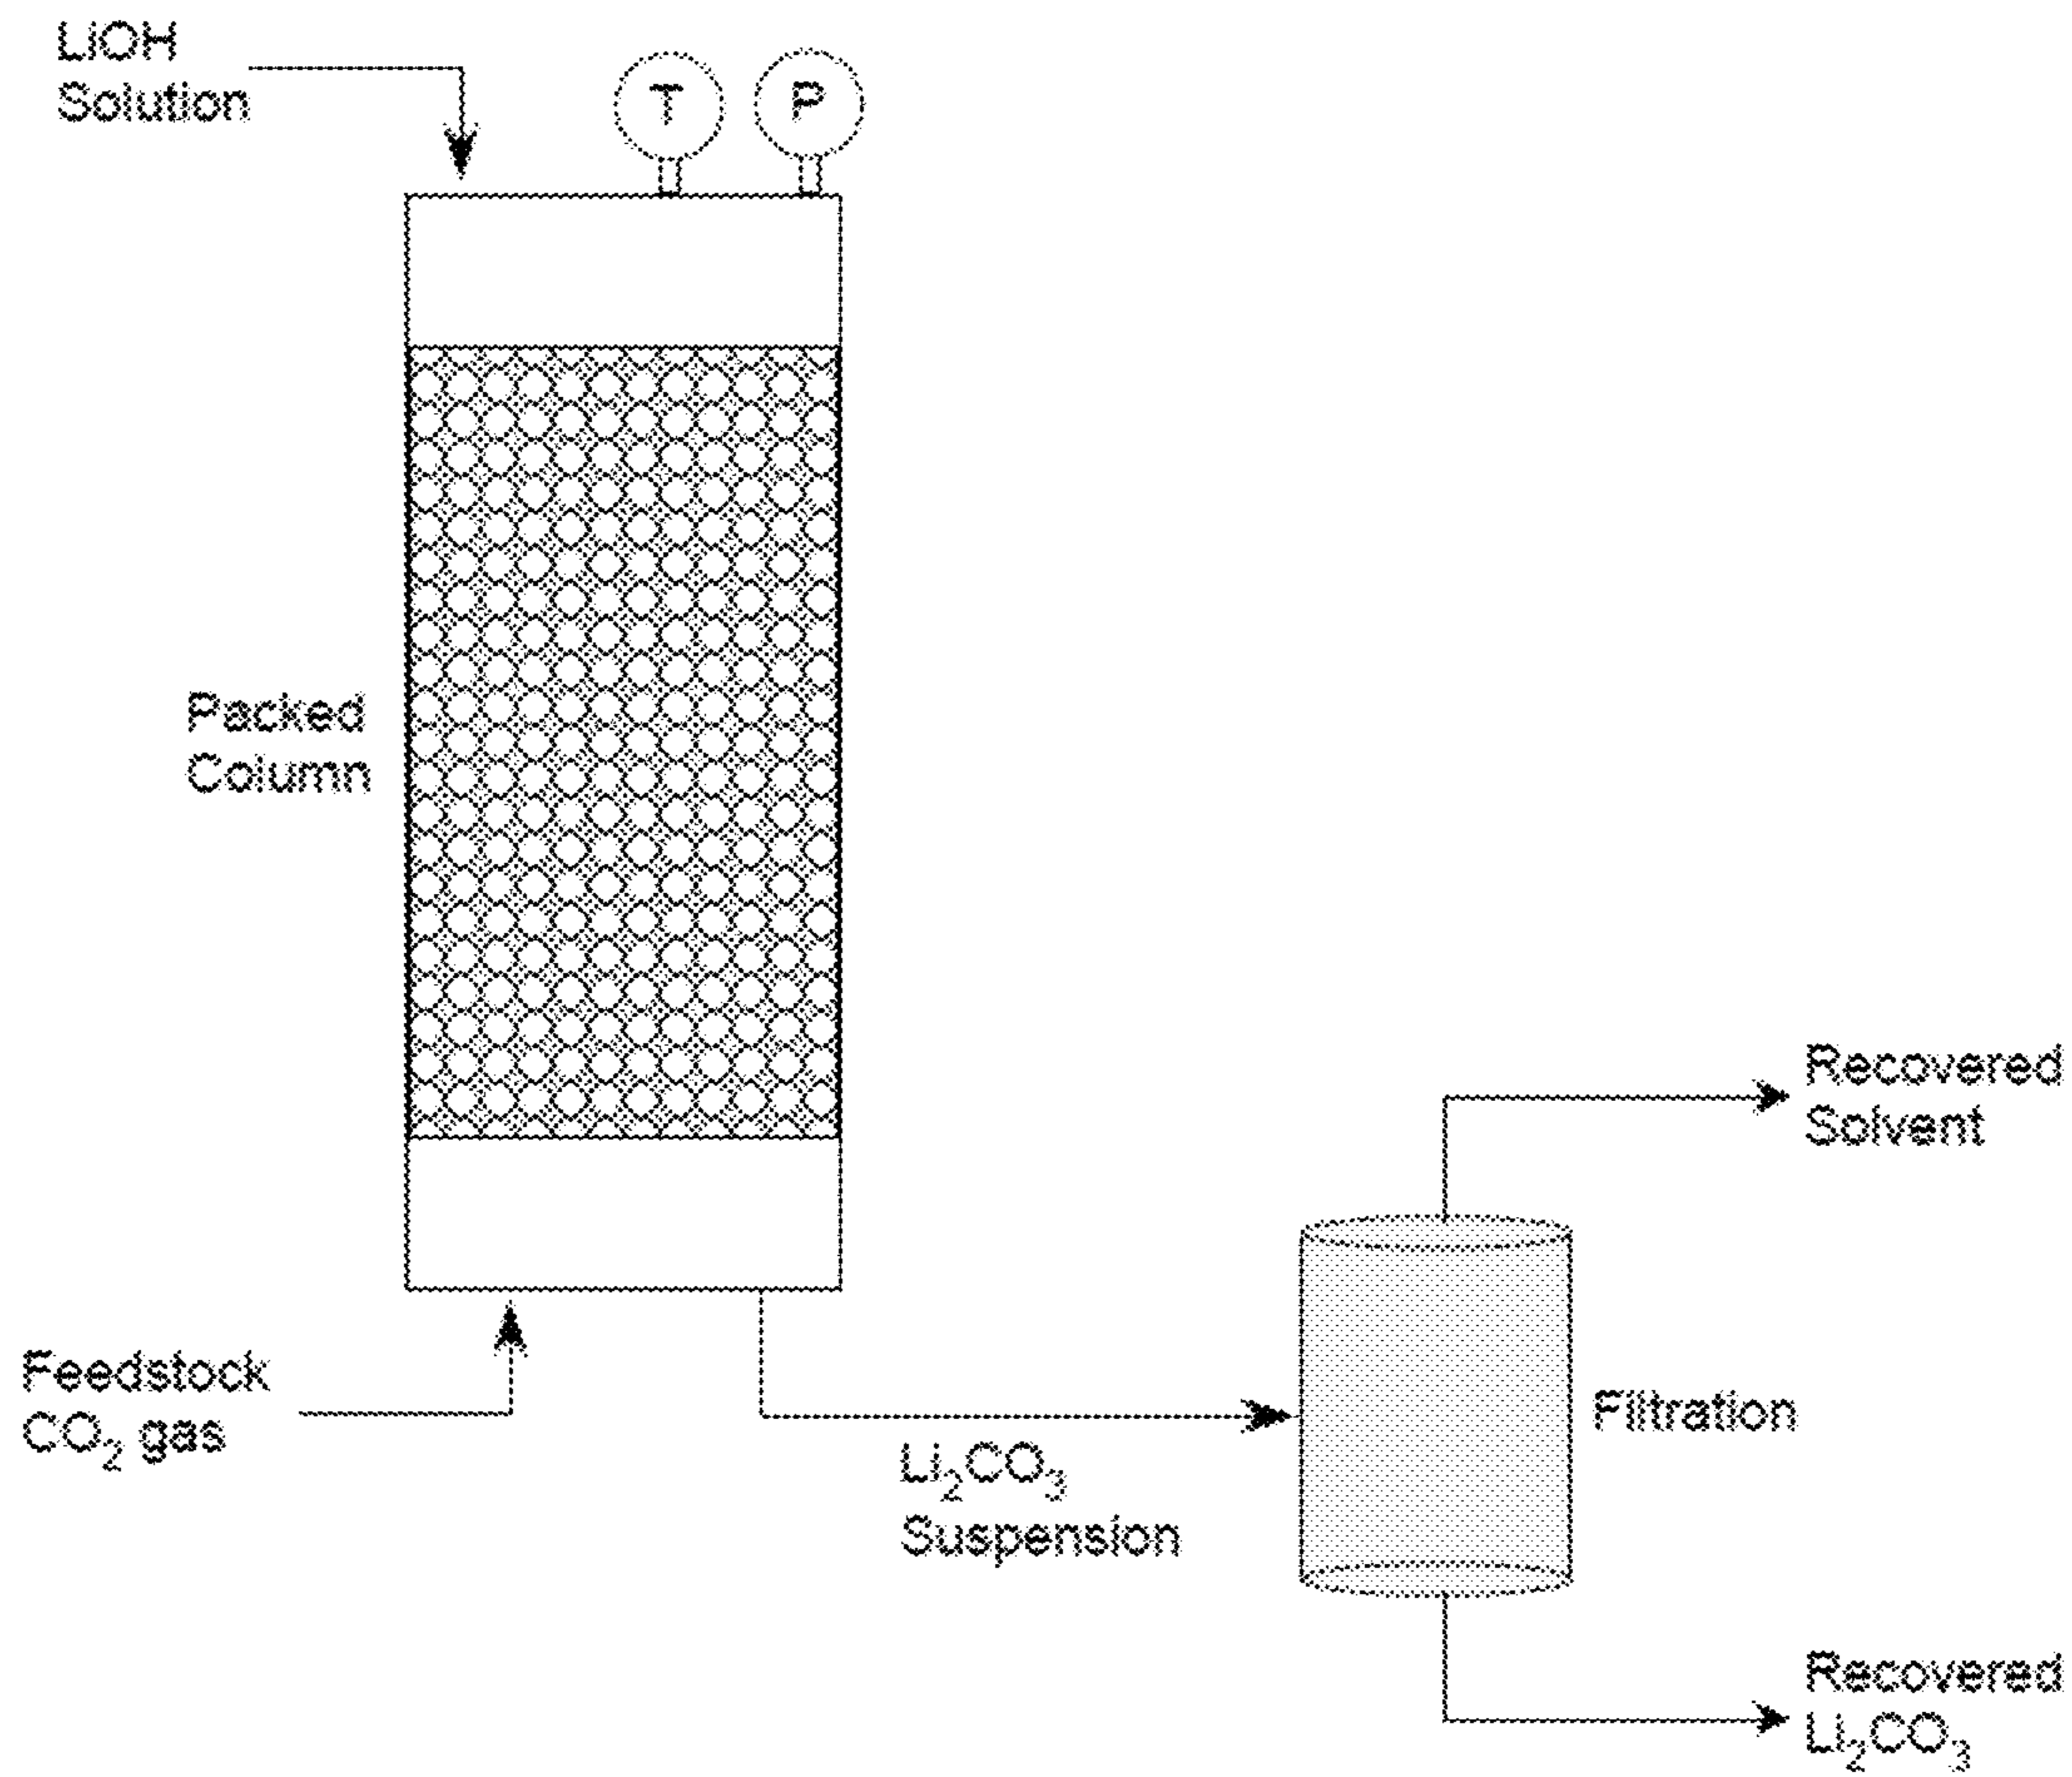 LiOH
Solution
T
P
Packed
Column
Recovered
Solvent
Feedstock
CO₂ gas
Filtration
Li₂CO₃
Suspension
Recovered
Li₂CO₃